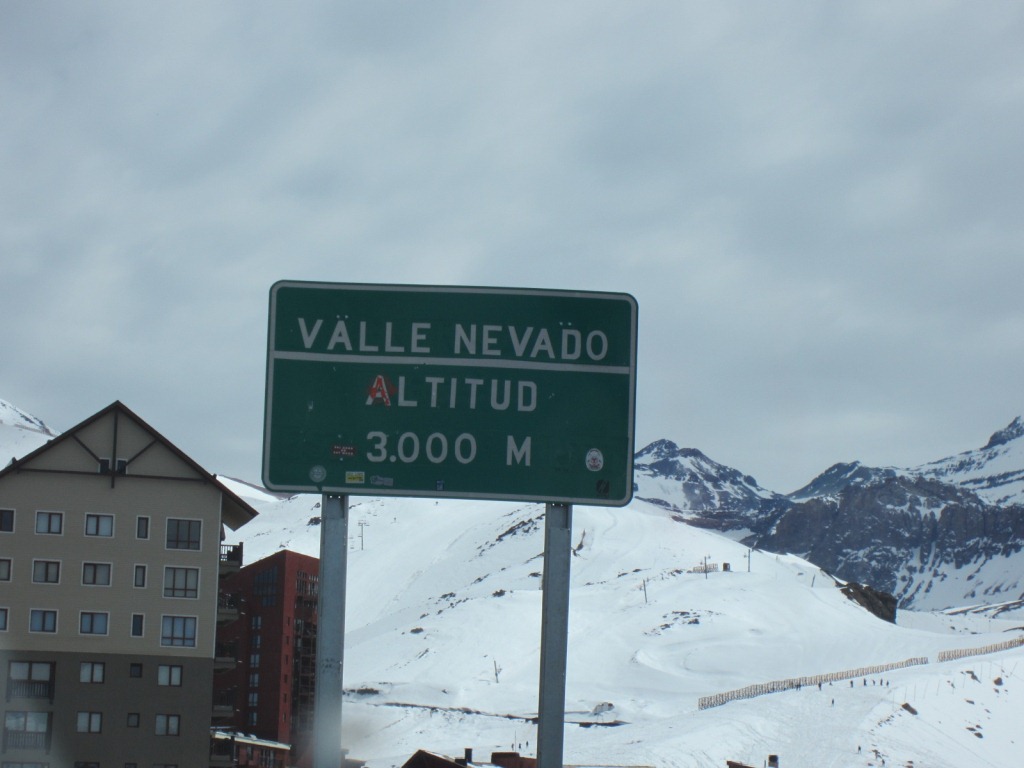 VÄLLE NEVADÖ
ALTITUD
3.000 M